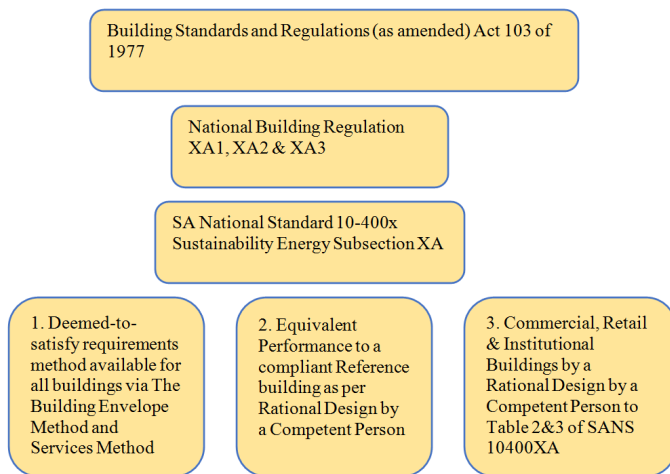 Building Standards and Regulations (as amended) Act 103 of
1977
National Building Regulation
XA1, XA2 & XA3
SA National Standard 10-400x
Sustainability Energy Subsection XA
1. Deemed-to-
satisfy requirements
method available for
all buildings via The
Building Envelope
Method and
Services Method
2. Equivalent
Performance to a
compliant Reference
building as per
Rational Design by
a Competent Person
3. Commercial, Retail
& Institutional
Buildings by a
Rational Design by a
Competent Person to
Table 2&3 of SANS
10400XA